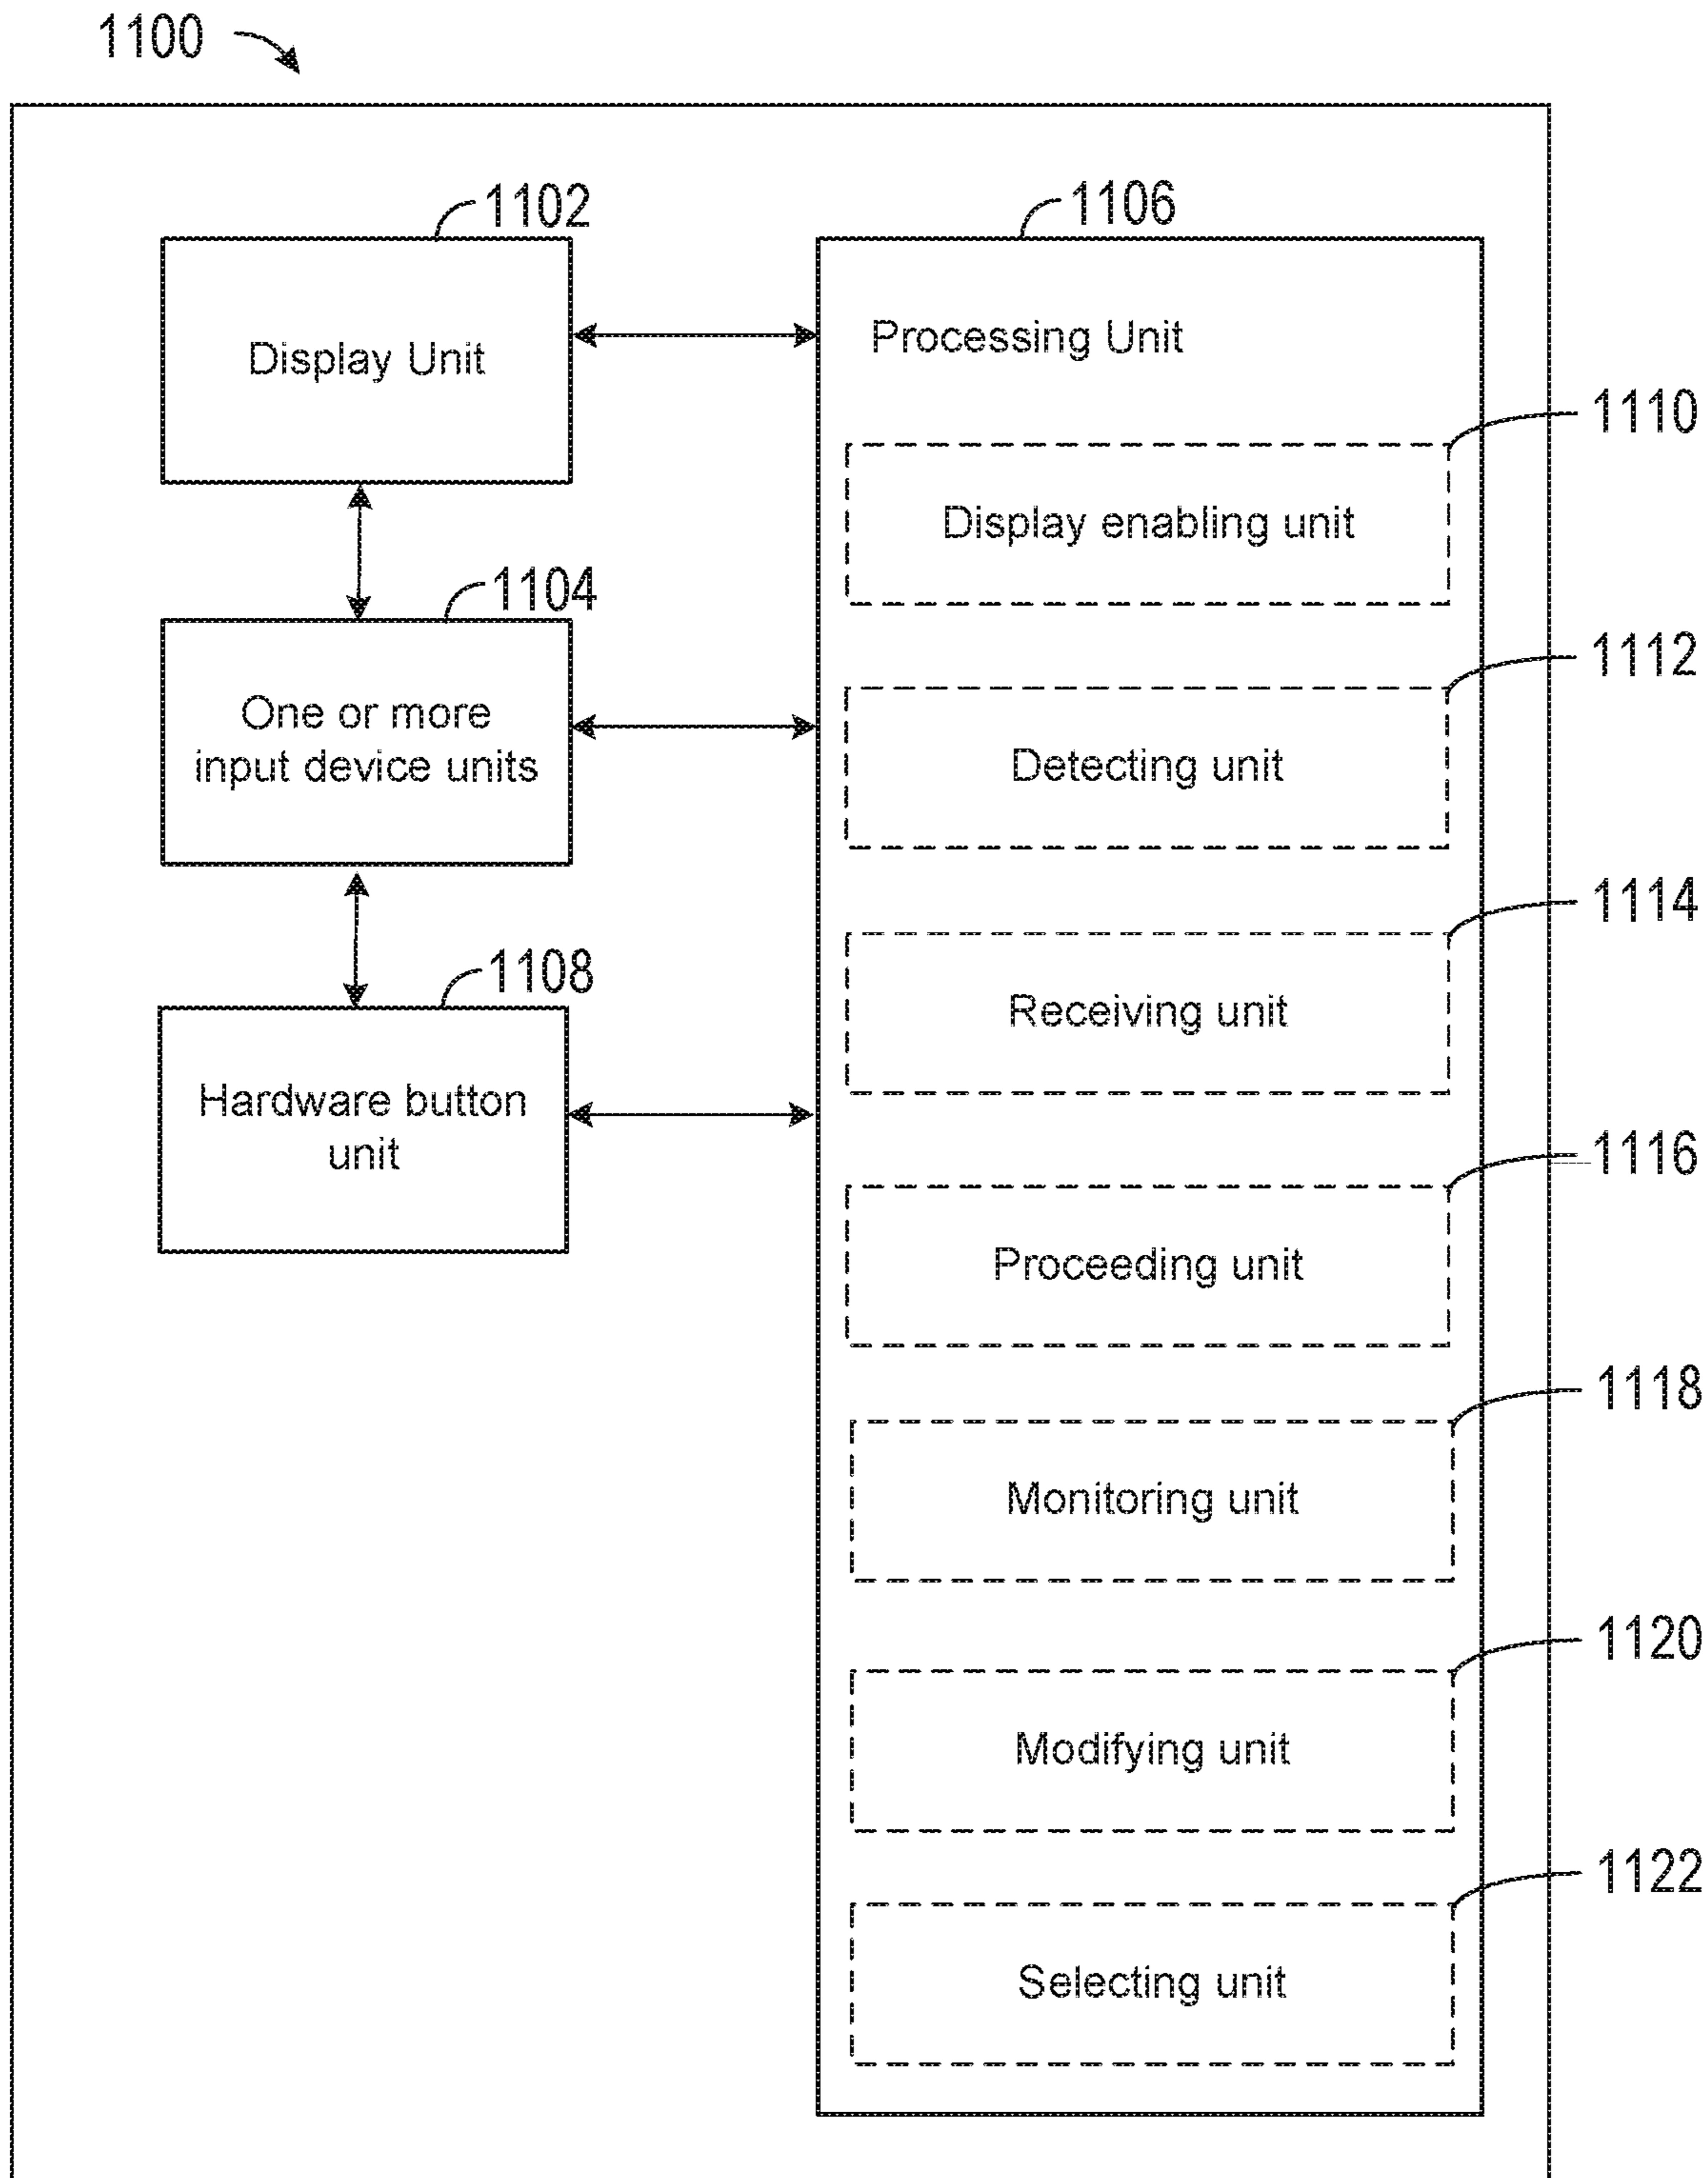 1100
1102
1106
Display Unit
Processing Unit
1110
Display enabling unit
1104
One or more
input device units
1112
Detecting unit
1114
Receiving unit
1108
Hardware button
unit
1116
Proceeding unit
1118
Monitoring unit
1120
Modifying unit
1122
Selecting unit